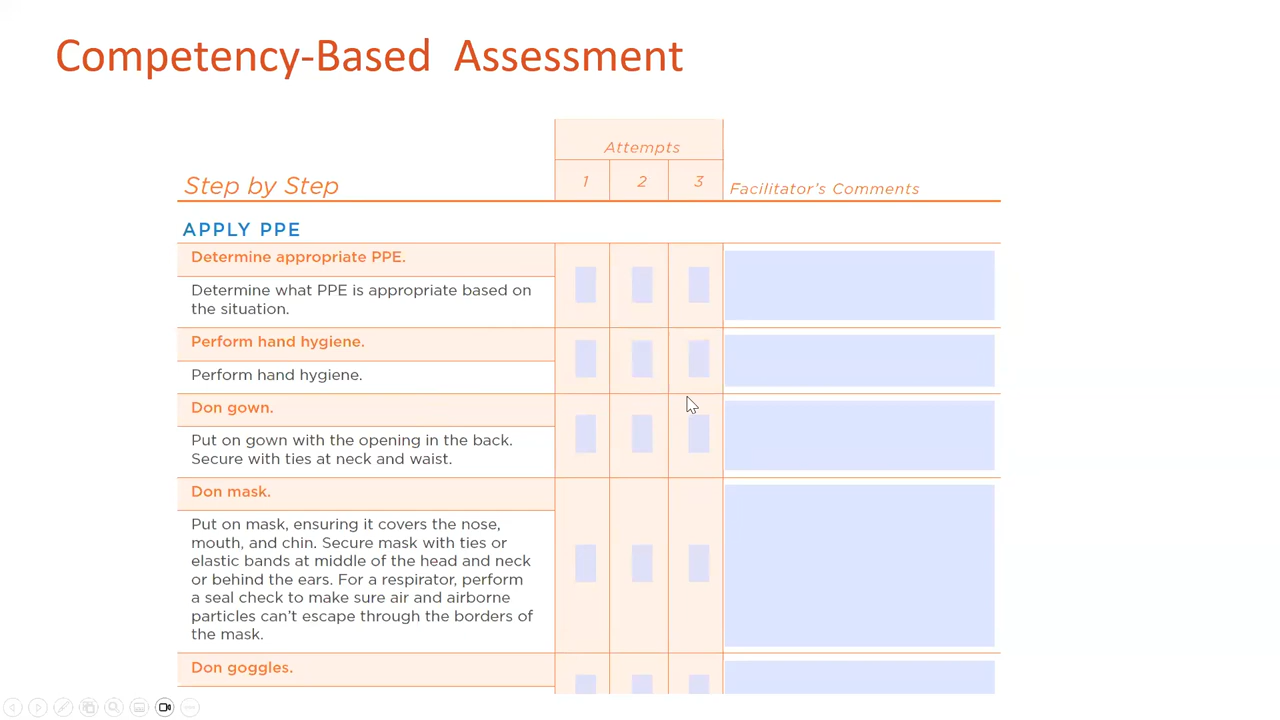 Competency-Based Assessment
Attempts
Step by Step
1 2 3
Facilitator's Comments
APPLY PPE
Determine appropriate PPE.
Determine what PPE is appropriate based on
the situation.
Perform hand hygiene.
Perform hand hygiene.
Don gown.
Put on gown with the opening in the back.
Secure with ties at neck and waist.
Don mask.
Put on mask, ensuring it covers the nose,
mouth, and chin. Secure mask with ties or
elastic bands at middle of the head and neck
or behind the ears. For a respirator, perform
a seal check to make sure air and airborne
particles can't escape through the borders of
the mask.
Don goggles.